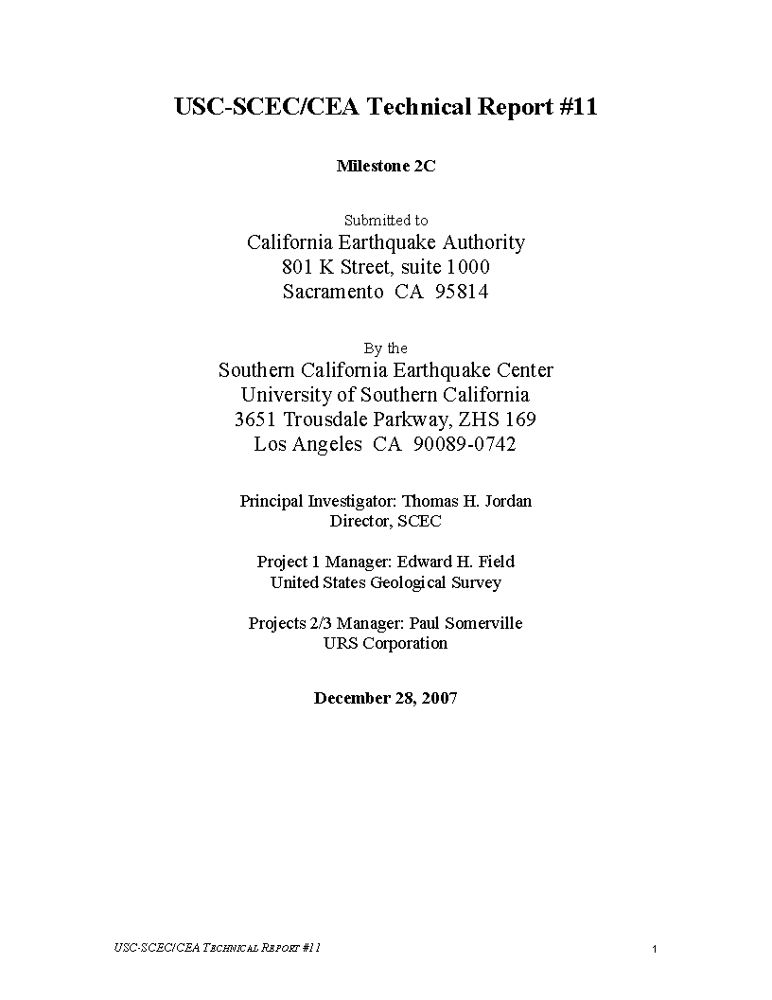 USC-SCEC/CEA Technical Report #11
Milestone 2C
Submitted to
California Earthquake Authority
801 K Street, suite 1000
Sacramento CA 95814
By the
Southern California Earthquake Center
University of Southern California
3651 Trousdale Parkway, ZHS 169
Los Angeles CA 90089-0742
Principal Investigator: Thomas H. Jordan
Director, SCEC
Project 1 Manager: Edward H. Field
United States Geological Survey
Projects 2/3 Manager: Paul Somerville
URS Corporation
December 28, 2007
USC-SCEC/CEA TECHNICAL REPORT #11 1